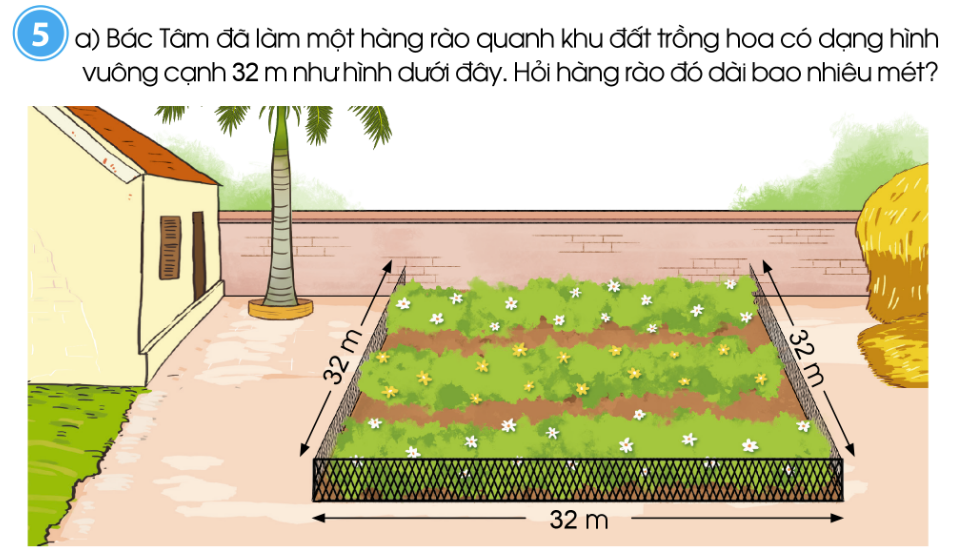 5
a) Bác Tâm đã làm một hàng rào quanh khu đất trồng hoa có dạng hình
vuông cạnh 32 m như hình dưới đây. Hỏi hàng rào đó dài bao nhiêu mét?
32 m
32 m
32 m